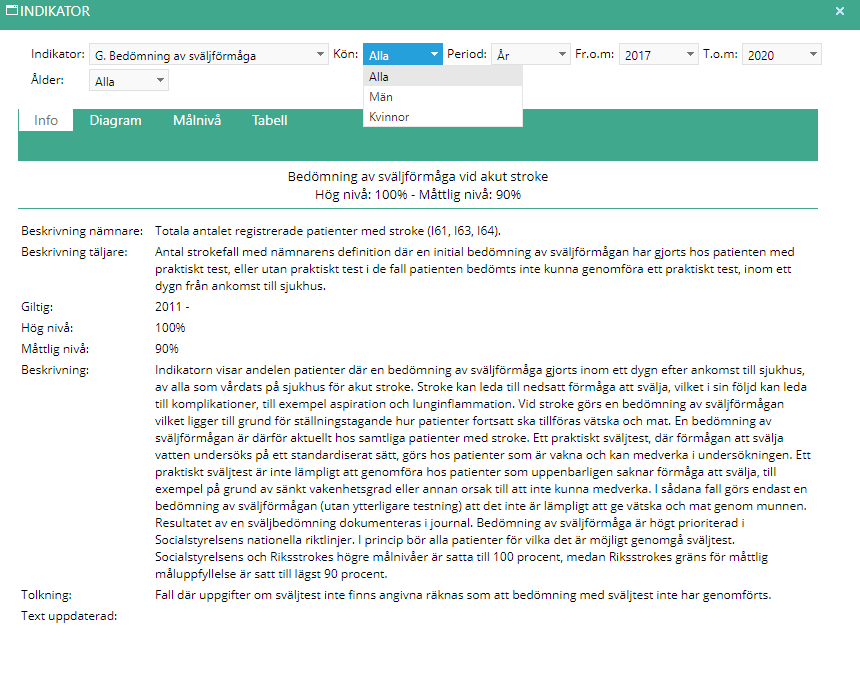 INDIKATOR ×
Indikator: G. Bedömning av sväljförmåga Kön: Alla Period: År Fr.o.m: 2017 T.o.m: 2020
Ålder: Alla
Alla
Män
Kvinnor
Info Diagram Målnivå Tabell
Bedömning av sväljförmåga vid akut stroke
Hög nivå: 100% - Måttlig nivå: 90%
Beskrivning nämnare: Totala antalet registrerade patienter med stroke (I61, I63, I64).
Beskrivning täljare: Antal strokefall med nämnarens definition där en initial bedömning av sväljförmågan har gjorts hos patienten med
praktiskt test, eller utan praktiskt test i de fall patienten bedömts inte kunna genomföra ett praktiskt test, inom ett
dygn från ankomst till sjukhus.
Giltig: 2011 -
Hög nivå: 100%
Måttlig nivå: 90%
Beskrivning: Indikatorn visar andelen patienter där en bedömning av sväljförmåga gjorts inom ett dygn efter ankomst till sjukhus,
av alla som vårdats på sjukhus för akut stroke. Stroke kan leda till nedsatt förmåga att svälja, vilket i sin följd kan leda
till komplikationer, till exempel aspiration och lunginflammation. Vid stroke görs en bedömning av sväljförmågan
vilket ligger till grund för ställningstagande hur patienter fortsatt ska tillföras vätska och mat. En bedömning av
sväljförmågan är därför aktuellt hos samtliga patienter med stroke. Ett praktiskt sväljtest, där förmågan att svälja
vatten undersöks på ett standardiserat sätt, görs hos patienter som är vakna och kan medverka i undersökningen. Ett
praktiskt sväljtest är inte lämpligt att genomföra hos patienter som uppenbarligen saknar förmåga att svälja, till
exempel på grund av sänkt vakenhetsgrad eller annan orsak till att inte kunna medverka. I sådana fall görs endast en
bedömning av sväljförmågan (utan ytterligare testning) att det inte är lämpligt att ge vätska och mat genom munnen.
Resultatet av en sväljbedömning dokumenteras i journal. Bedömning av sväljförmåga är högt prioriterad i
Socialstyrelsens nationella riktlinjer. I princip bör alla patienter för vilka det är möjligt genomgå sväljtest.
Socialstyrelsens och Riksstrokes högre målnivåer är satta till 100 procent, medan Riksstrokes gräns för måttlig
måluppfyllelse är satt till lägst 90 procent.
Tolkning: Fall där uppgifter om sväljtest inte finns angivna räknas som att bedömning med sväljtest inte har genomförts.
Text uppdaterad: